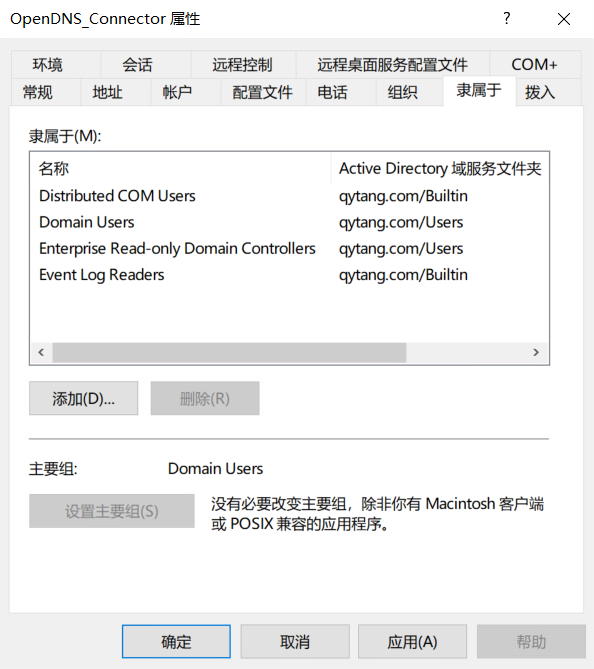 OpenDNS_Connector 属性
?
环境 会话 远程控制 远程桌面服务配置文件 COM+
常规 地址 帐户 配置文件 电话 组织 隶属于 拨入
隶属于(M):
名称 Active Directory 域服务文件夹
Distributed COM Users qytang.com/Builtin
Domain Users qytang.com/Users
Enterprise Read-only Domain Controllers qytang.com/Users
Event Log Readers qytang.com/Builtin
添加(D)... 删除(R)
主要组: Domain Users
设置主要组(S)
没有必要改变主要组，除非你有 Macintosh 客户端
或 POSIX 兼容的应用程序。
确定 取消 应用(A) 帮助